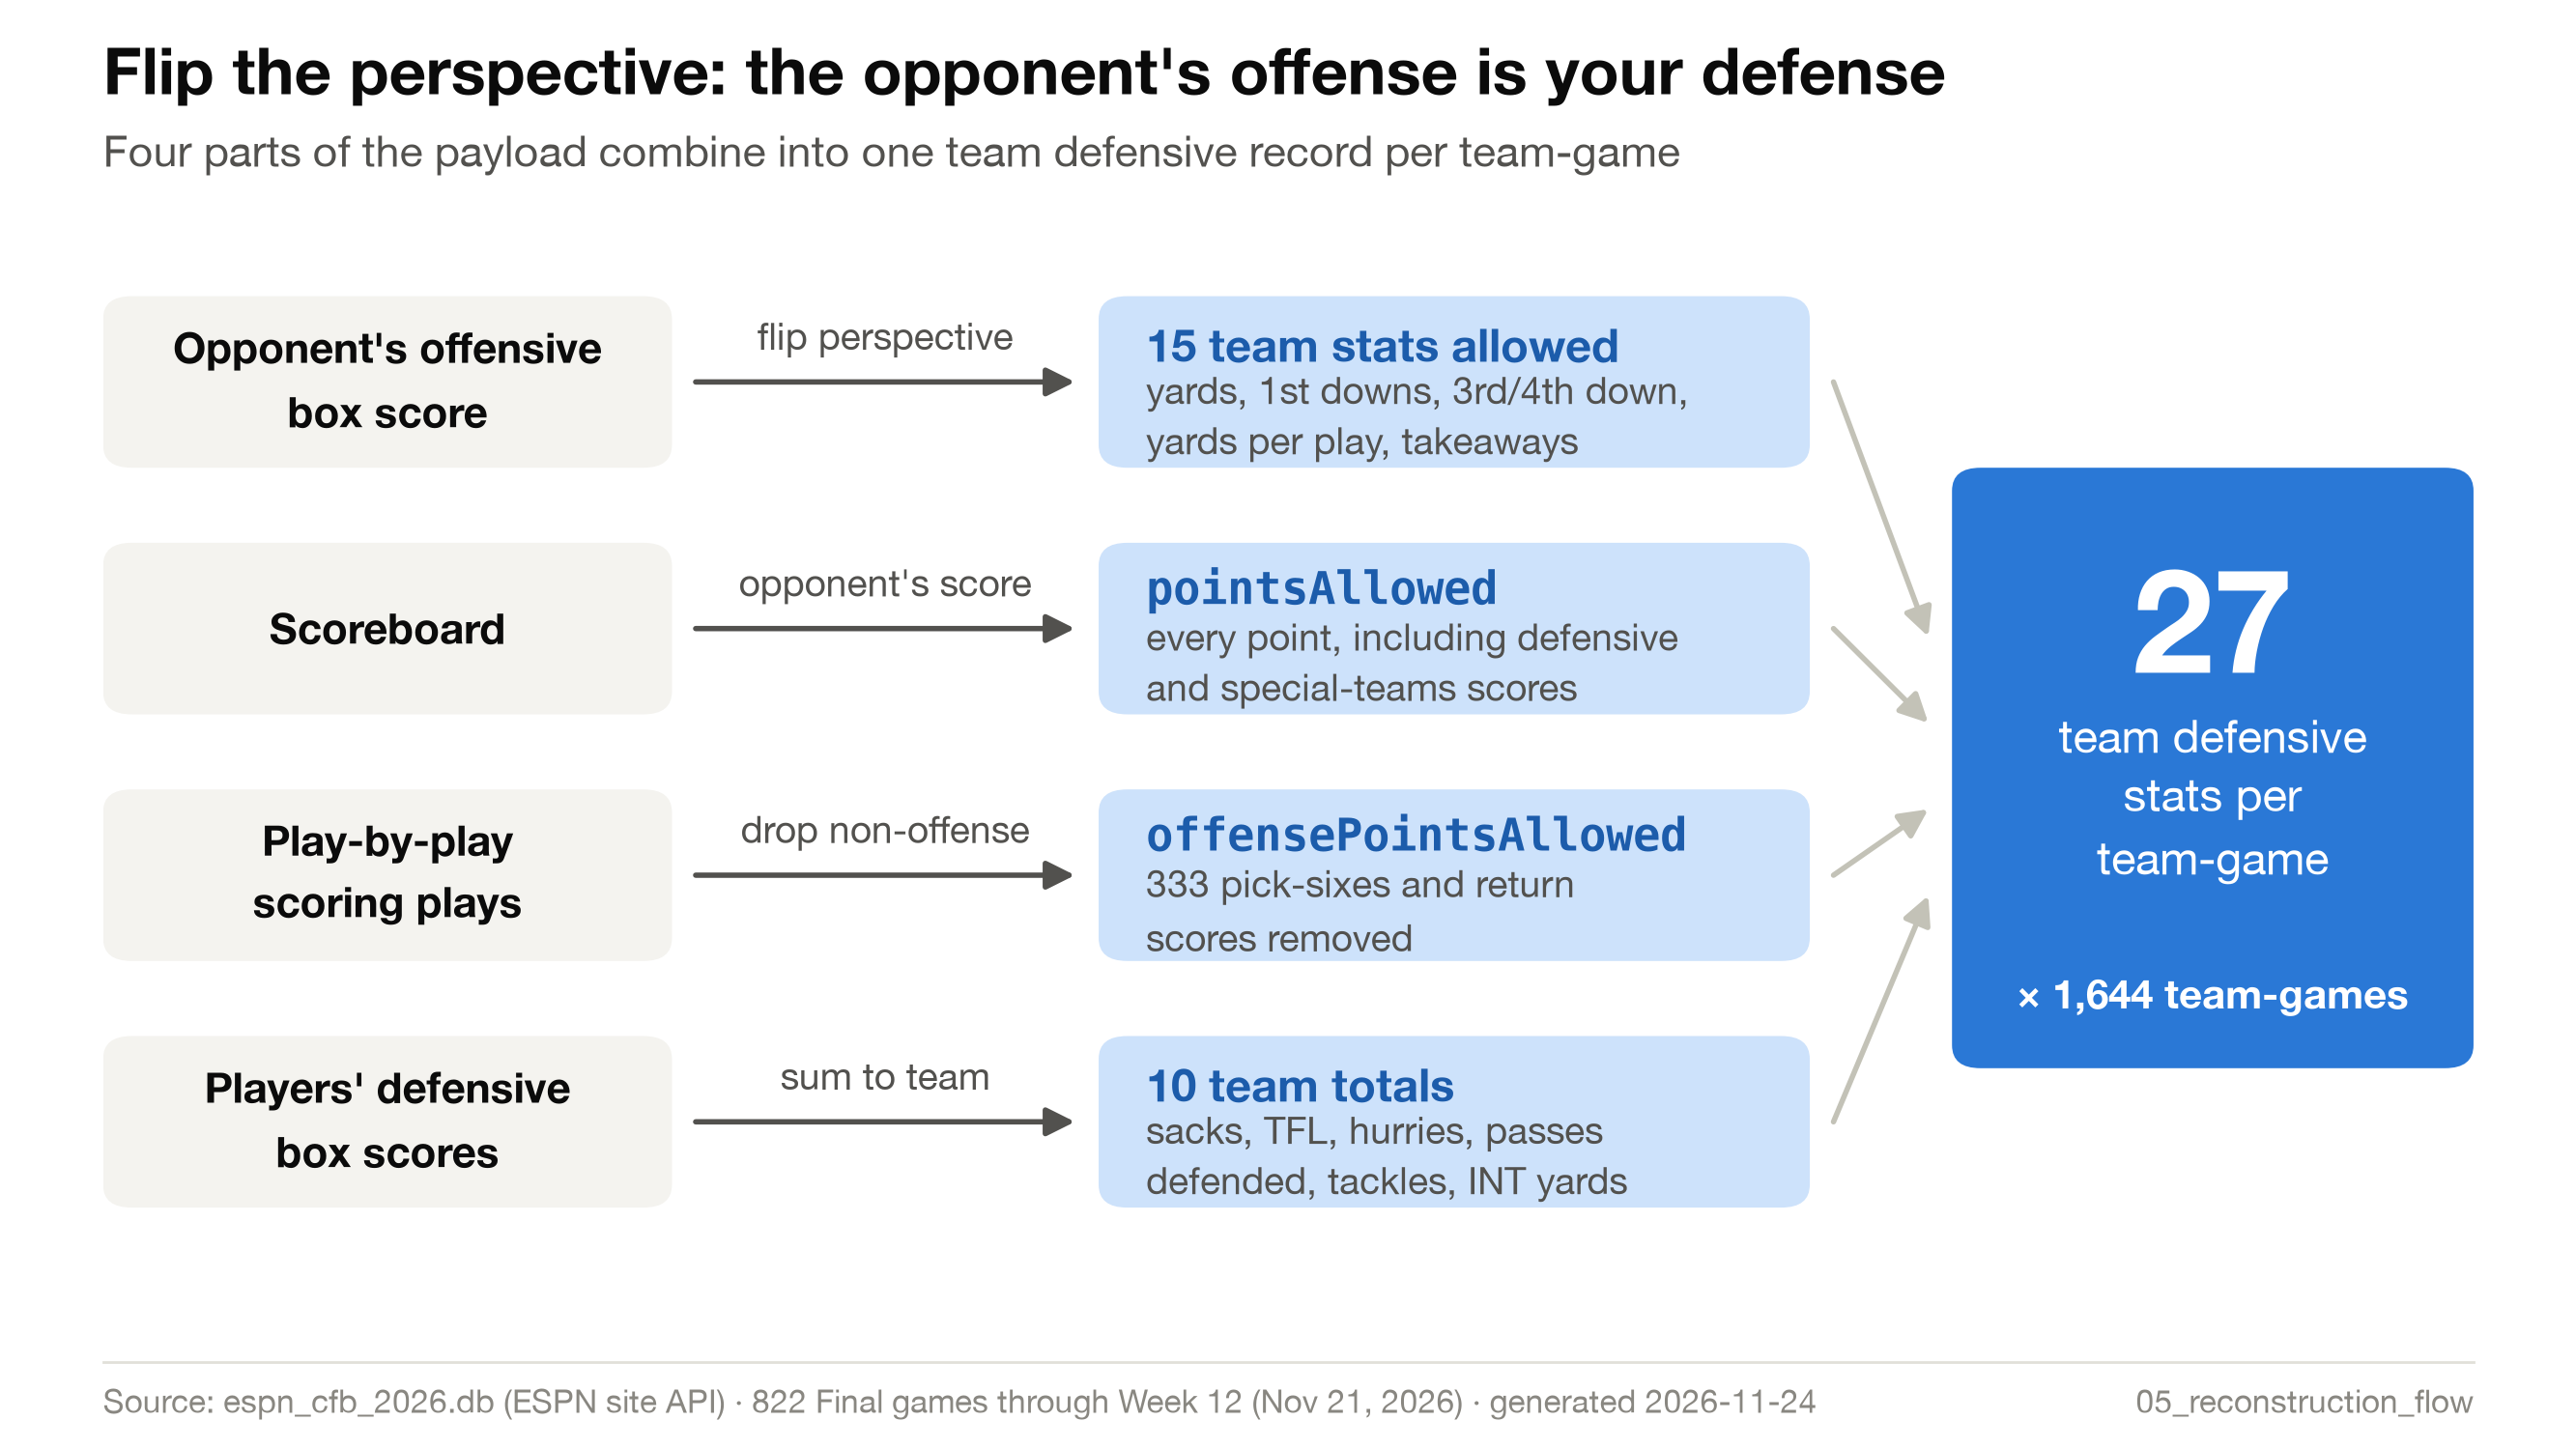 Flip the perspective: the opponent's offense is your defense
Four parts of the payload combine into one team defensive record per team-game
Opponent's offensive
box score
flip perspective
15 team stats allowed
yards, 1st downs, 3rd/4th down,
yards per play, takeaways
Scoreboard
opponent's score
pointsAllowed
every point, including defensive
and special-teams scores
Play-by-play
scoring plays
drop non-offense
offensePointsAllowed
333 pick-sixes and return
scores removed
Players' defensive
box scores
sum to team
10 team totals
sacks, TFL, hurries, passes
defended, tackles, INT yards
27
team defensive
stats per
team-game
× 1,644 team-games
Source: espn_cfb_2026.db (ESPN site API) · 822 Final games through Week 12 (Nov 21, 2026) · generated 2026-11-24
05_reconstruction_flow